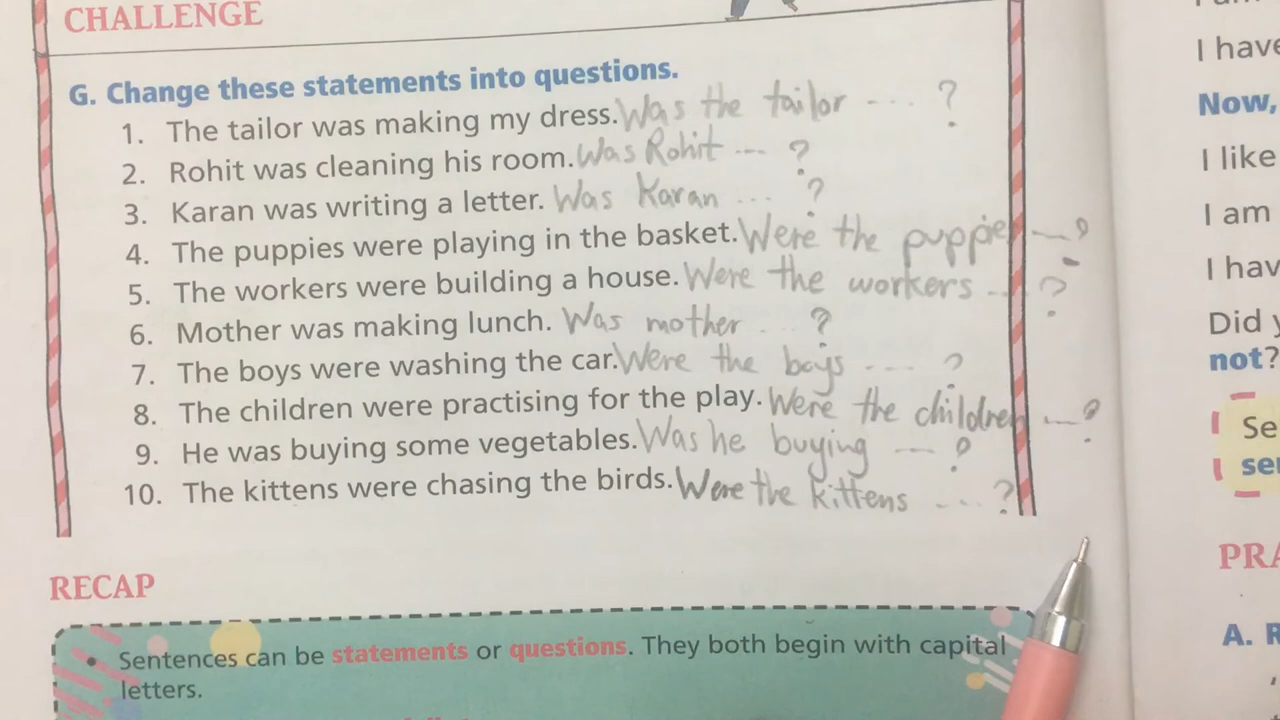 CHALLENGE
G. Change these statements into questions.
1. The tailor was making my dress. Was the tailor ---- ?
2. Rohit was cleaning his room. Was Rohit --- ?
3. Karan was writing a letter. Was Karan ... ?
4. The puppies were playing in the basket. Were the puppies --- ?
5. The workers were building a house. Were the workers --- ?
6. Mother was making lunch. Was mother ... ?
7. The boys were washing the car. Were the boys ---- ?
8. The children were practising for the play. Were the children --- ?
9. He was buying some vegetables. Was he buying --- ?
10. The kittens were chasing the birds. Were the kittens .... ?
RECAP
• Sentences can be statements or questions. They both begin with capital
letters.
I have
Now,
I like
I am
I hav
Did y
not?
Se
ser
PRA
A. R